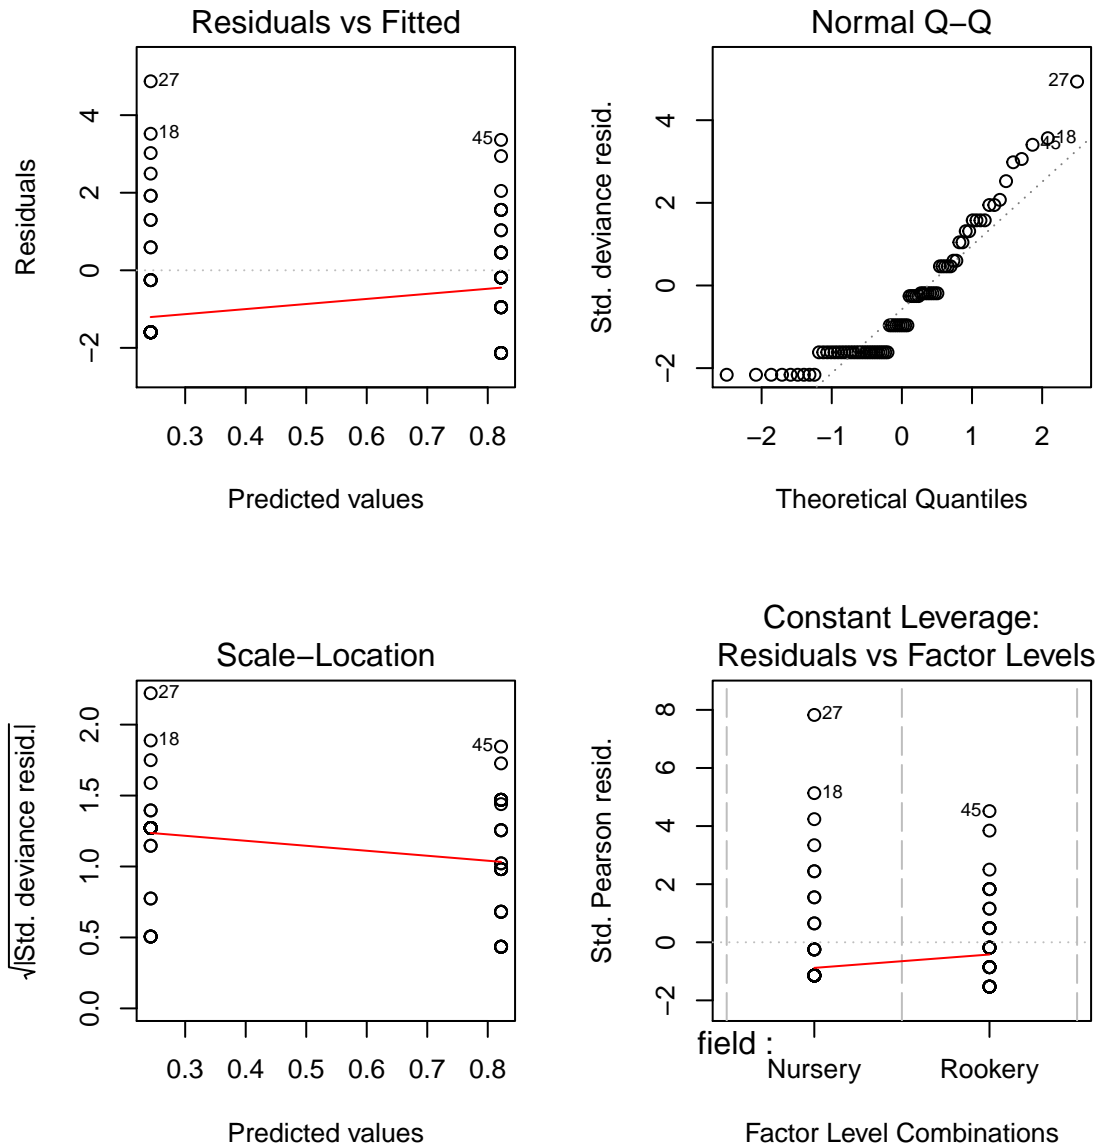 Residuals vs Fitted
Residuals
4
2
0
−2
27
18
45
0.3 0.4 0.5 0.6 0.7 0.8
Predicted values
Normal Q−Q
Std. deviance resid.
4
2
0
−2
27
18
45
−2 −1 0 1 2
Theoretical Quantiles
Scale−Location
√|Std. deviance resid.|
2.0
1.5
1.0
0.5
0.0
27
18
45
0.3 0.4 0.5 0.6 0.7 0.8
Predicted values
Constant Leverage:
Residuals vs Factor Levels
Std. Pearson resid.
8
6
4
2
0
−2
27
18
45
field :
Nursery Rookery
Factor Level Combinations